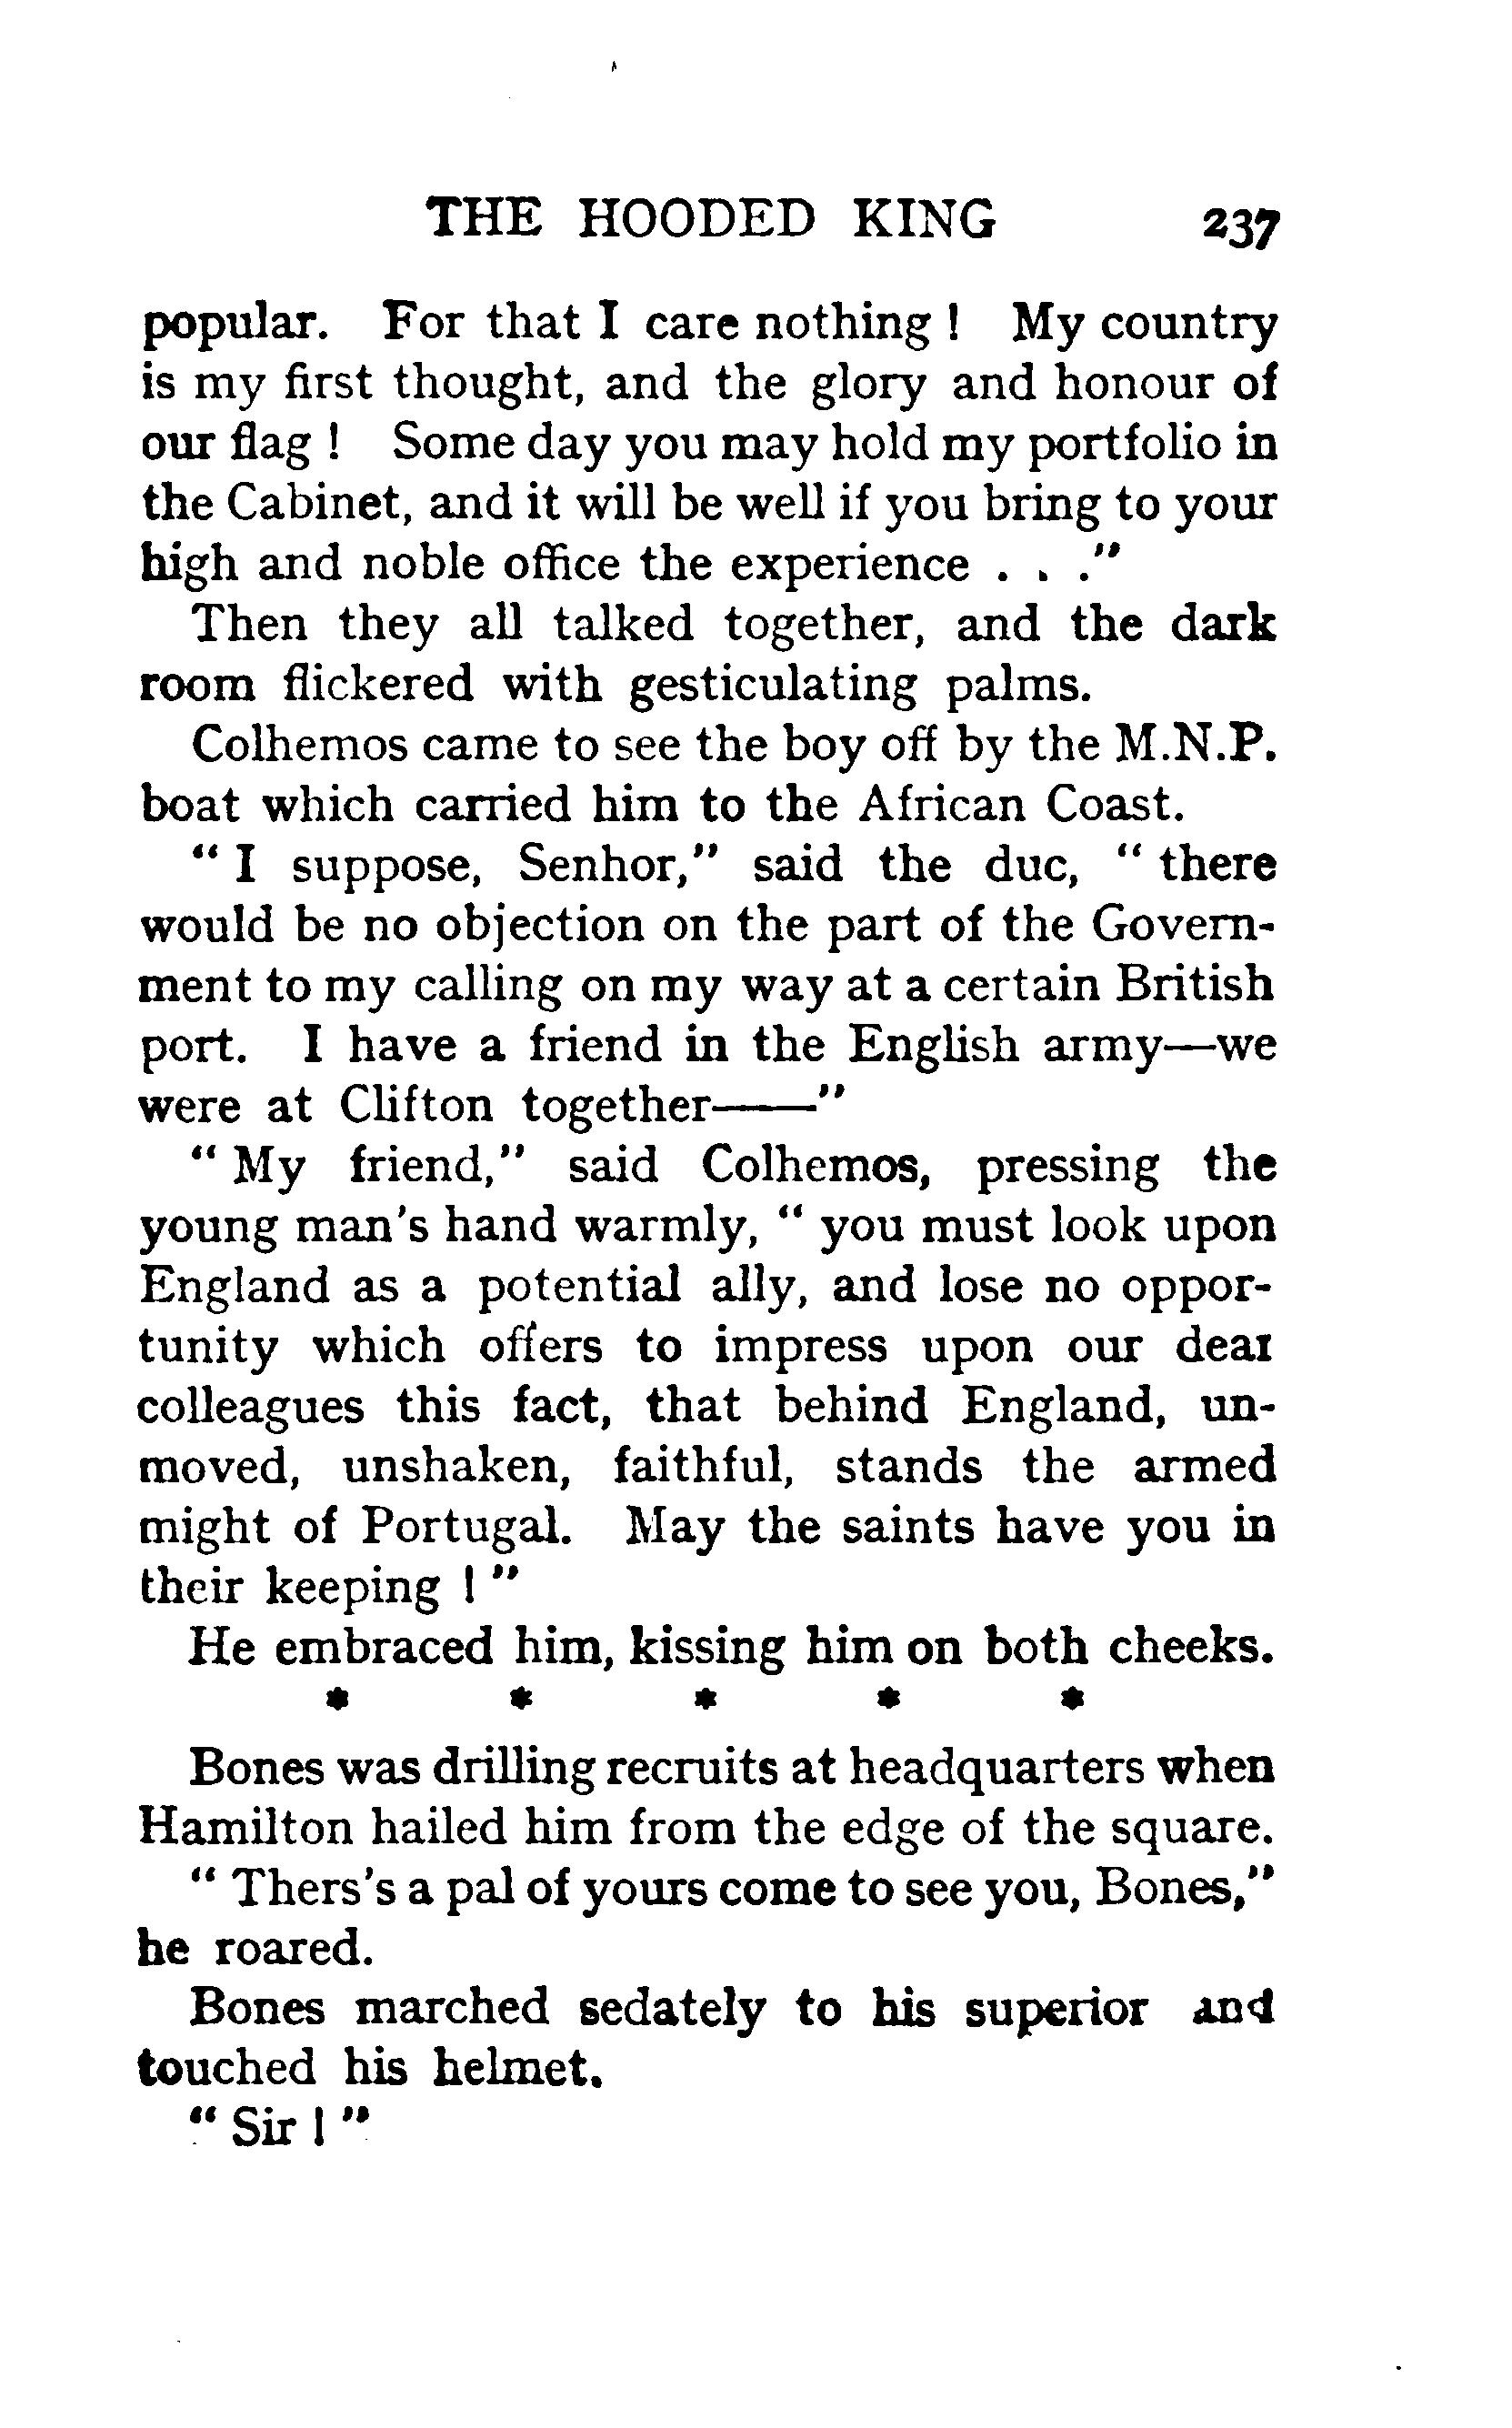 THE HOODED KING 237
popular. For that I care nothing ! My country
is my first thought, and the glory and honour of
our flag ! Some day you may hold my portfolio in
the Cabinet, and it will be well if you bring to your
high and noble office the experience . . ."
Then they all talked together, and the dark
room flickered with gesticulating palms.
Colhemos came to see the boy off by the M.N.P.
boat which carried him to the African Coast.
" I suppose, Senhor," said the duc, " there
would be no objection on the part of the Govern-
ment to my calling on my way at a certain British
port. I have a friend in the English army—we
were at Clifton together——"
" My friend," said Colhemos, pressing the
young man's hand warmly, " you must look upon
England as a potential ally, and lose no oppor-
tunity which offers to impress upon our dear
colleagues this fact, that behind England, un-
moved, unshaken, faithful, stands the armed
might of Portugal. May the saints have you in
their keeping ! "
He embraced him, kissing him on both cheeks.
* * * * *
Bones was drilling recruits at headquarters when
Hamilton hailed him from the edge of the square.
" Thers's a pal of yours come to see you, Bones,"
he roared.
Bones marched sedately to his superior and
touched his helmet.
" Sir ! "